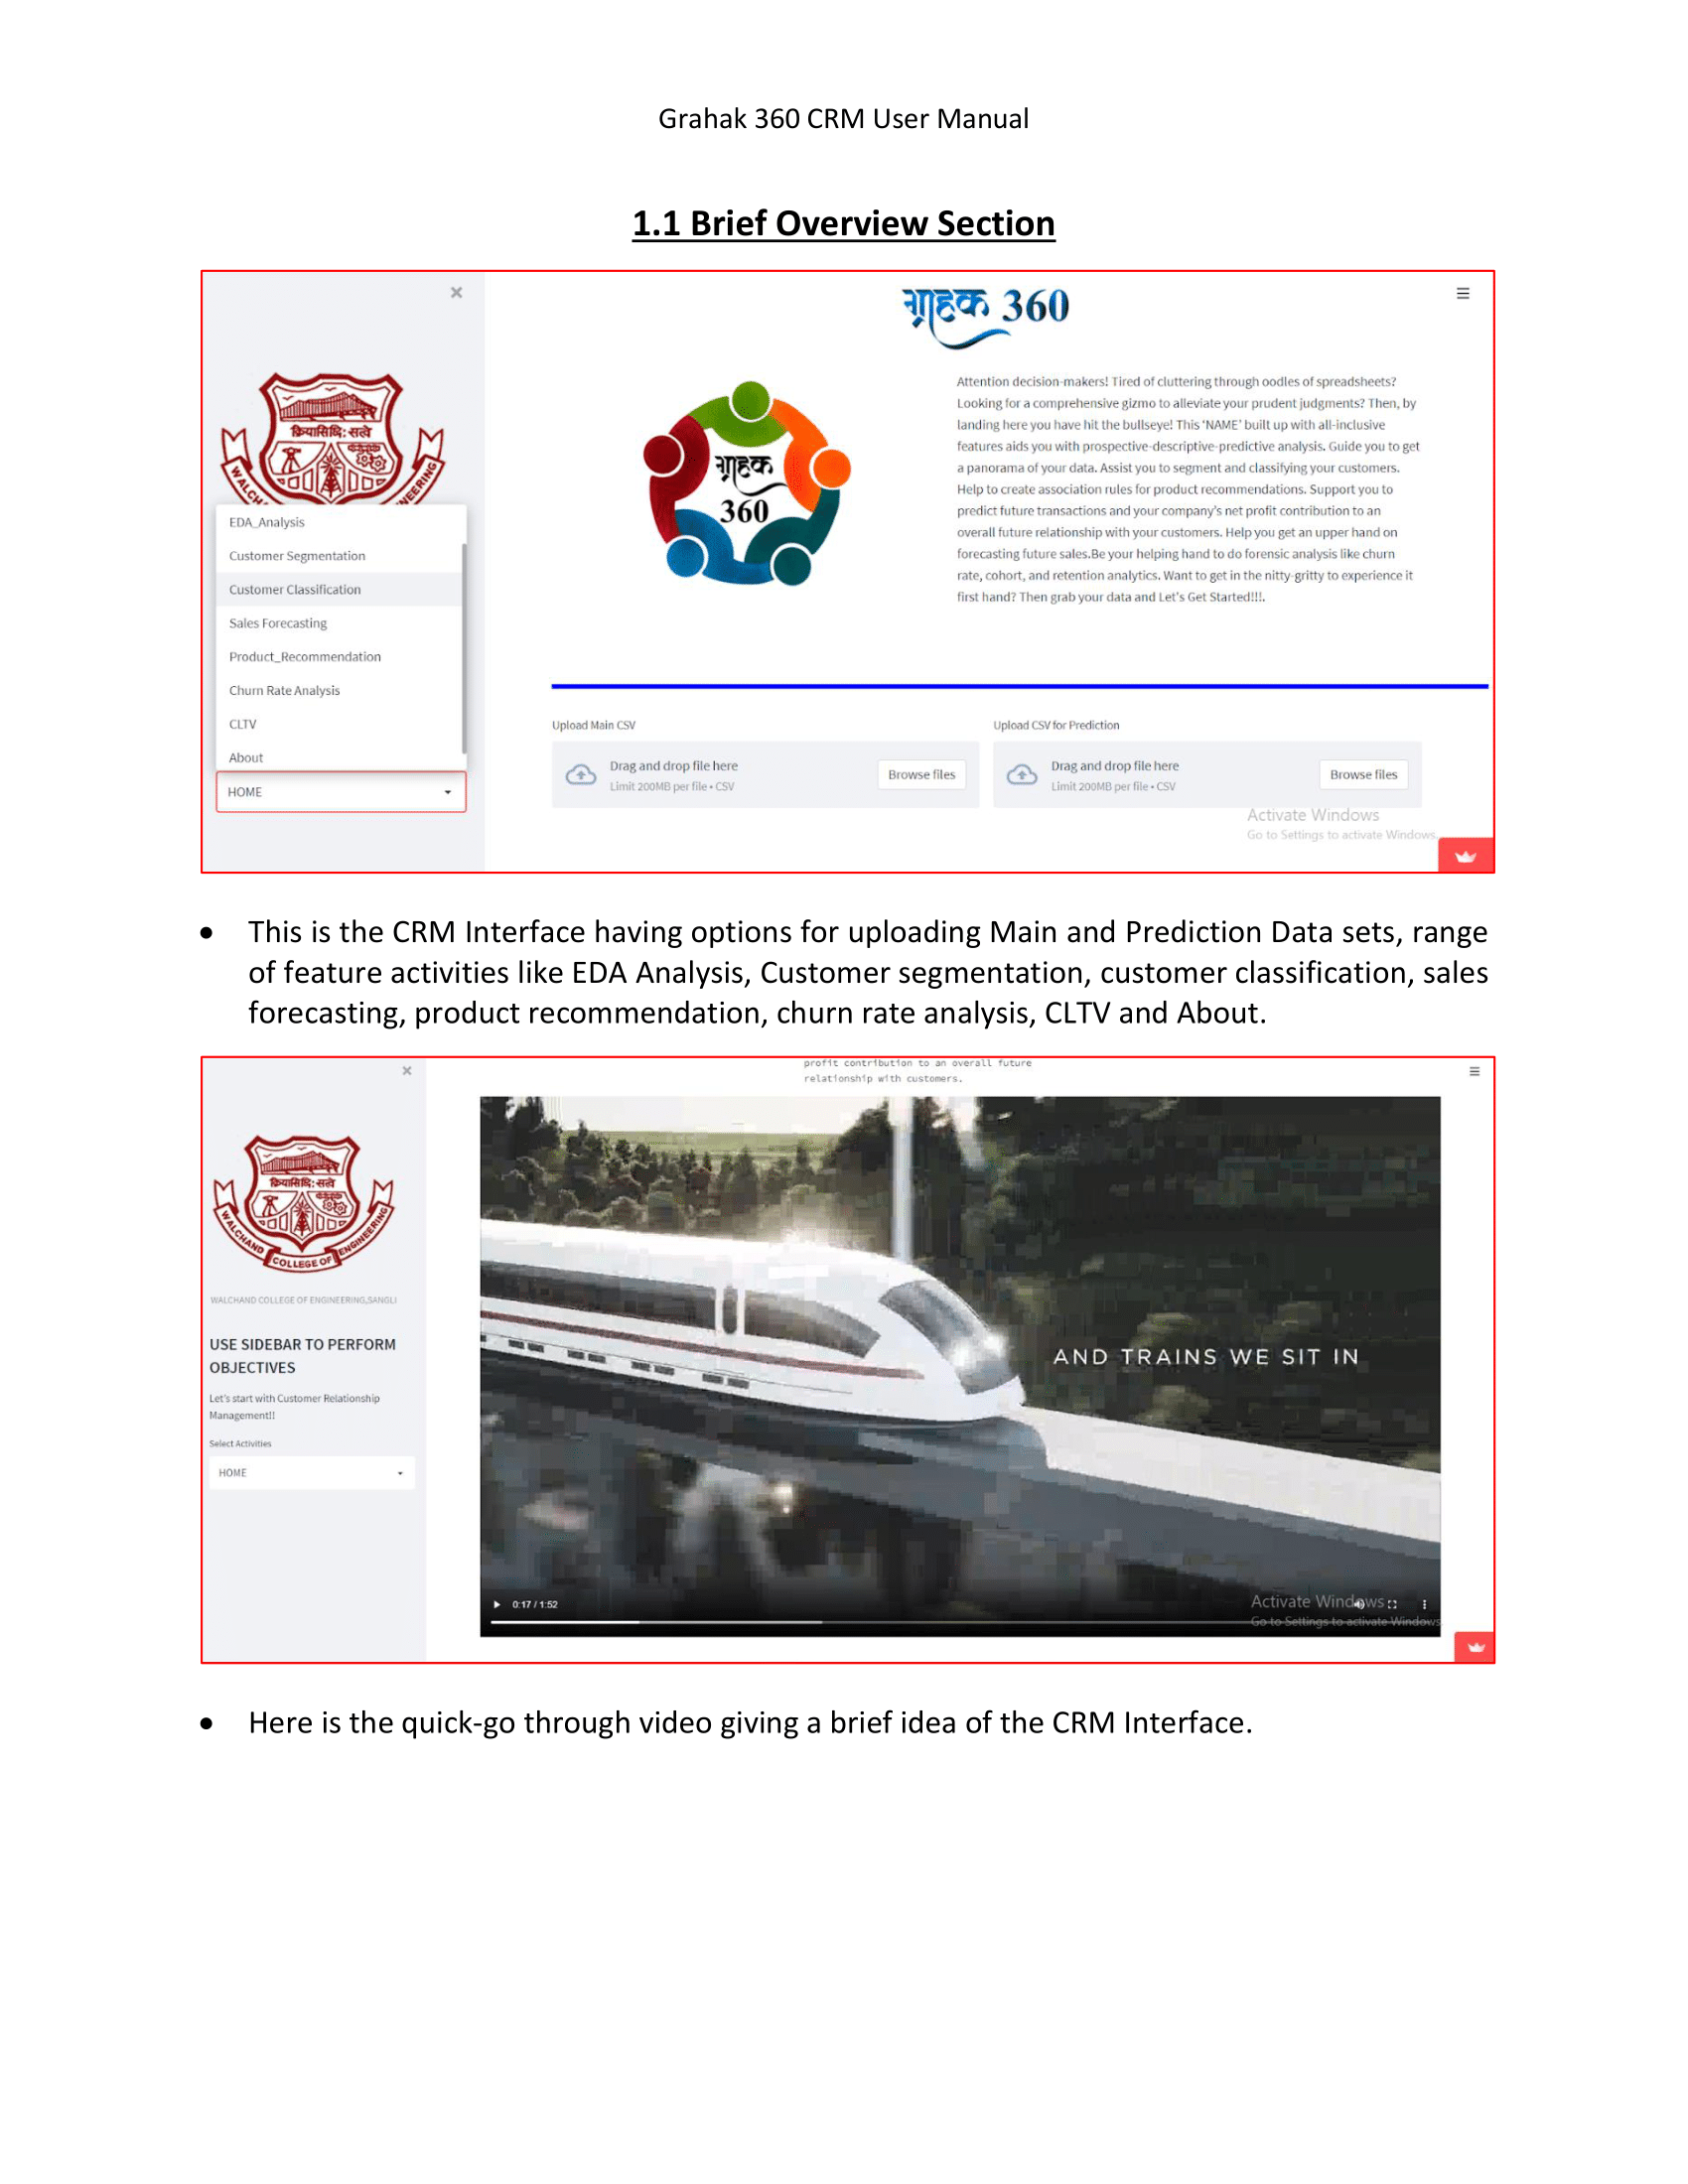 Grahak 360 CRM User Manual
1.1 Brief Overview Section
ग्राहक 360
क्रियासिद्धि: सत्वे
WALCH
NEERING
EDA_Analysis
Customer Segmentation
Customer Classification
Sales Forecasting
Product_Recommendation
Churn Rate Analysis
CLTV
About
HOME
ग्राहक
360
Attention decision-makers! Tired of cluttering through oodles of spreadsheets?
Looking for a comprehensive gizmo to alleviate your prudent judgments? Then, by
landing here you have hit the bullseye! This 'NAME' built up with all-inclusive
features aids you with prospective-descriptive-predictive analysis. Guide you to get
a panorama of your data. Assist you to segment and classifying your customers.
Help to create association rules for product recommendations. Support you to
predict future transactions and your company's net profit contribution to an
overall future relationship with your customers. Help you get an upper hand on
forecasting future sales.Be your helping hand to do forensic analysis like churn
rate, cohort, and retention analytics. Want to get in the nitty-gritty to experience it
first hand? Then grab your data and Let's Get Started!!!.
Upload Main CSV
Drag and drop file here
Limit 200MB per file • CSV
Browse files
Upload CSV for Prediction
Drag and drop file here
Limit 200MB per file • CSV
Browse files
Activate Windows
Go to Settings to activate Windows.
• This is the CRM Interface having options for uploading Main and Prediction Data sets, range
of feature activities like EDA Analysis, Customer segmentation, customer classification, sales
forecasting, product recommendation, churn rate analysis, CLTV and About.
profit contribution to an overall future
relationship with customers.
क्रियासिद्धि: सत्वे
WALCHAND COLLEGE OF ENGINEERING
WALCHAND COLLEGE OF ENGINEERING,SANGLI
USE SIDEBAR TO PERFORM
OBJECTIVES
Let's start with Customer Relationship
Management!!
Select Activities
HOME
AND TRAINS WE SIT IN
0:17 / 1:52
Activate Windows
Go to Settings to activate Windows
• Here is the quick-go through video giving a brief idea of the CRM Interface.